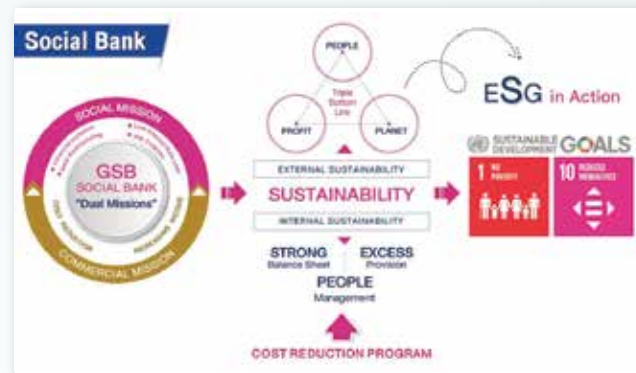 Social Bank
SOCIAL MISSION
GSB
SOCIAL BANK
"Dual Missions"
COMMERCIAL MISSION
PEOPLE
Triple
Bottom
Line
PROFIT
PLANET
EXTERNAL SUSTAINABILITY
SUSTAINABILITY
INTERNAL SUSTAINABILITY
STRONG
Balance Sheet
EXCESS
Provision
PEOPLE
Management
COST REDUCTION PROGRAM
ESG in Action
SUSTAINABLE
DEVELOPMENT
GOALS
1 NO
POVERTY
10 REDUCED
INEQUALITIES